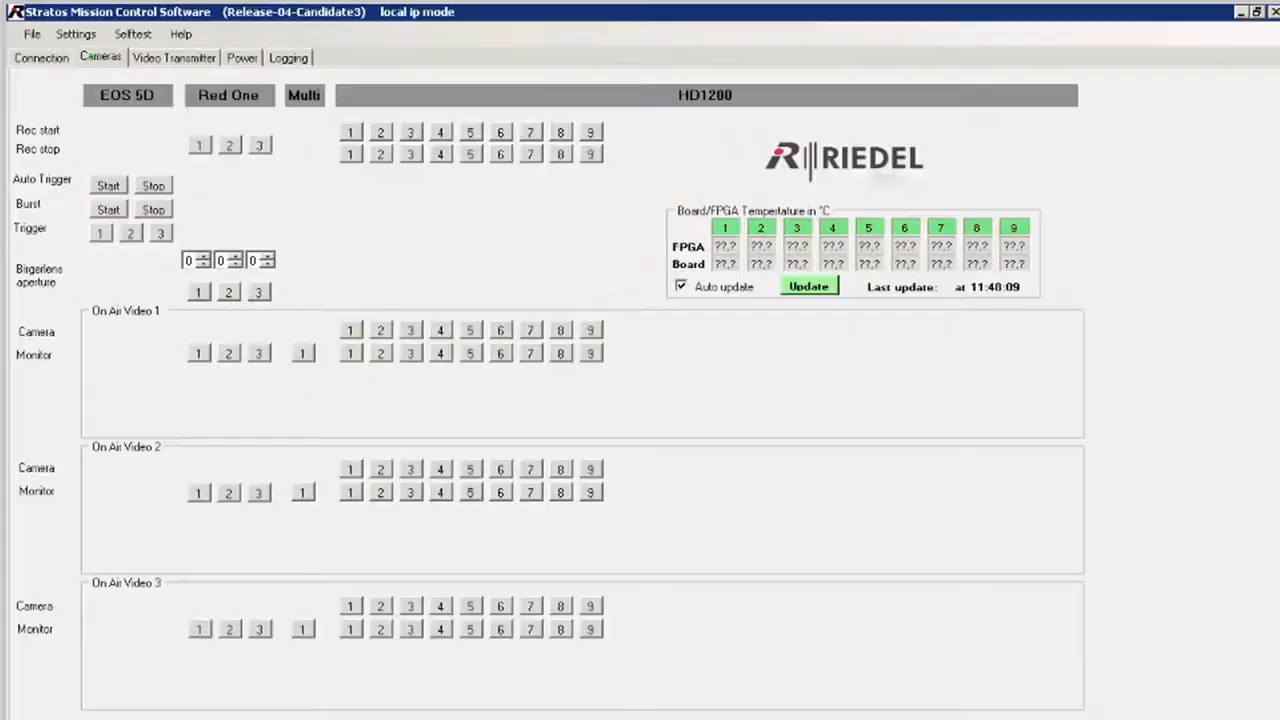 Stratos Mission Control Software (Release-04-Candidate3) local ip mode
File Settings Selftest Help
Connection Cameras Video Transmitter Power Logging
EOS 5D Red One Multi HD1200
Rec start 1 2 3 4 5 6 7 8 9
1 2 3
Rec stop 1 2 3 4 5 6 7 8 9
RIEDEL
Auto Trigger Start Stop
Burst Start Stop
Trigger 1 2 3
Board/FPGA Tempertature in °C
1 2 3 4 5 6 7 8 9
FPGA ??,? ??,? ??,? ??,? ??,? ??,? ??,? ??,? ??,?
Board ??,? ??,? ??,? ??,? ??,? ??,? ??,? ??,? ??,?
Auto update Update Last update: at 11:48:09
0 0 0
Birgerlens
aperture
1 2 3
On Air Video 1
Camera 1 2 3 4 5 6 7 8 9
Monitor 1 2 3 1 1 2 3 4 5 6 7 8 9
On Air Video 2
Camera 1 2 3 4 5 6 7 8 9
Monitor 1 2 3 1 1 2 3 4 5 6 7 8 9
On Air Video 3
Camera 1 2 3 4 5 6 7 8 9
Monitor 1 2 3 1 1 2 3 4 5 6 7 8 9